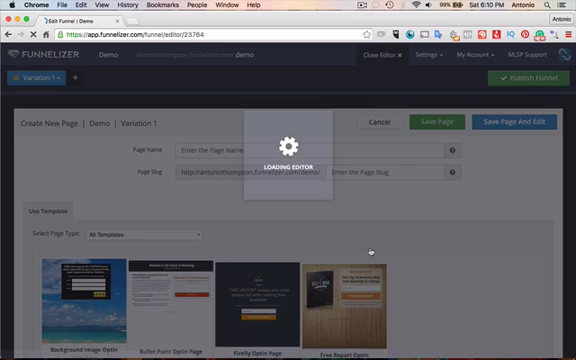 Chrome File Edit View History Bookmarks People Window Help 99% Sat 6:10 PM Antonio
Edit Funnel | Demo Antonio
https://app.funnelizer.com/funnel/editor/23764
FUNNELIZER Demo antoniothompson.funnelizer.com/ demo Close Editor Settings My Account MLSP Support
Variation 1 + Publish Funnel
Create New Page | Demo | Variation 1 Cancel Save Page Save Page And Edit
LOADING EDITOR
Page Name Enter the Page Name
Page Slug http://antoniothompson.funnelizer.com/demo/ Enter the Page Slug
Use Template
Select Page Type: All Templates
Background Image Optin Bullet Point Optin Page Firefly Optin Page Free Report Optin